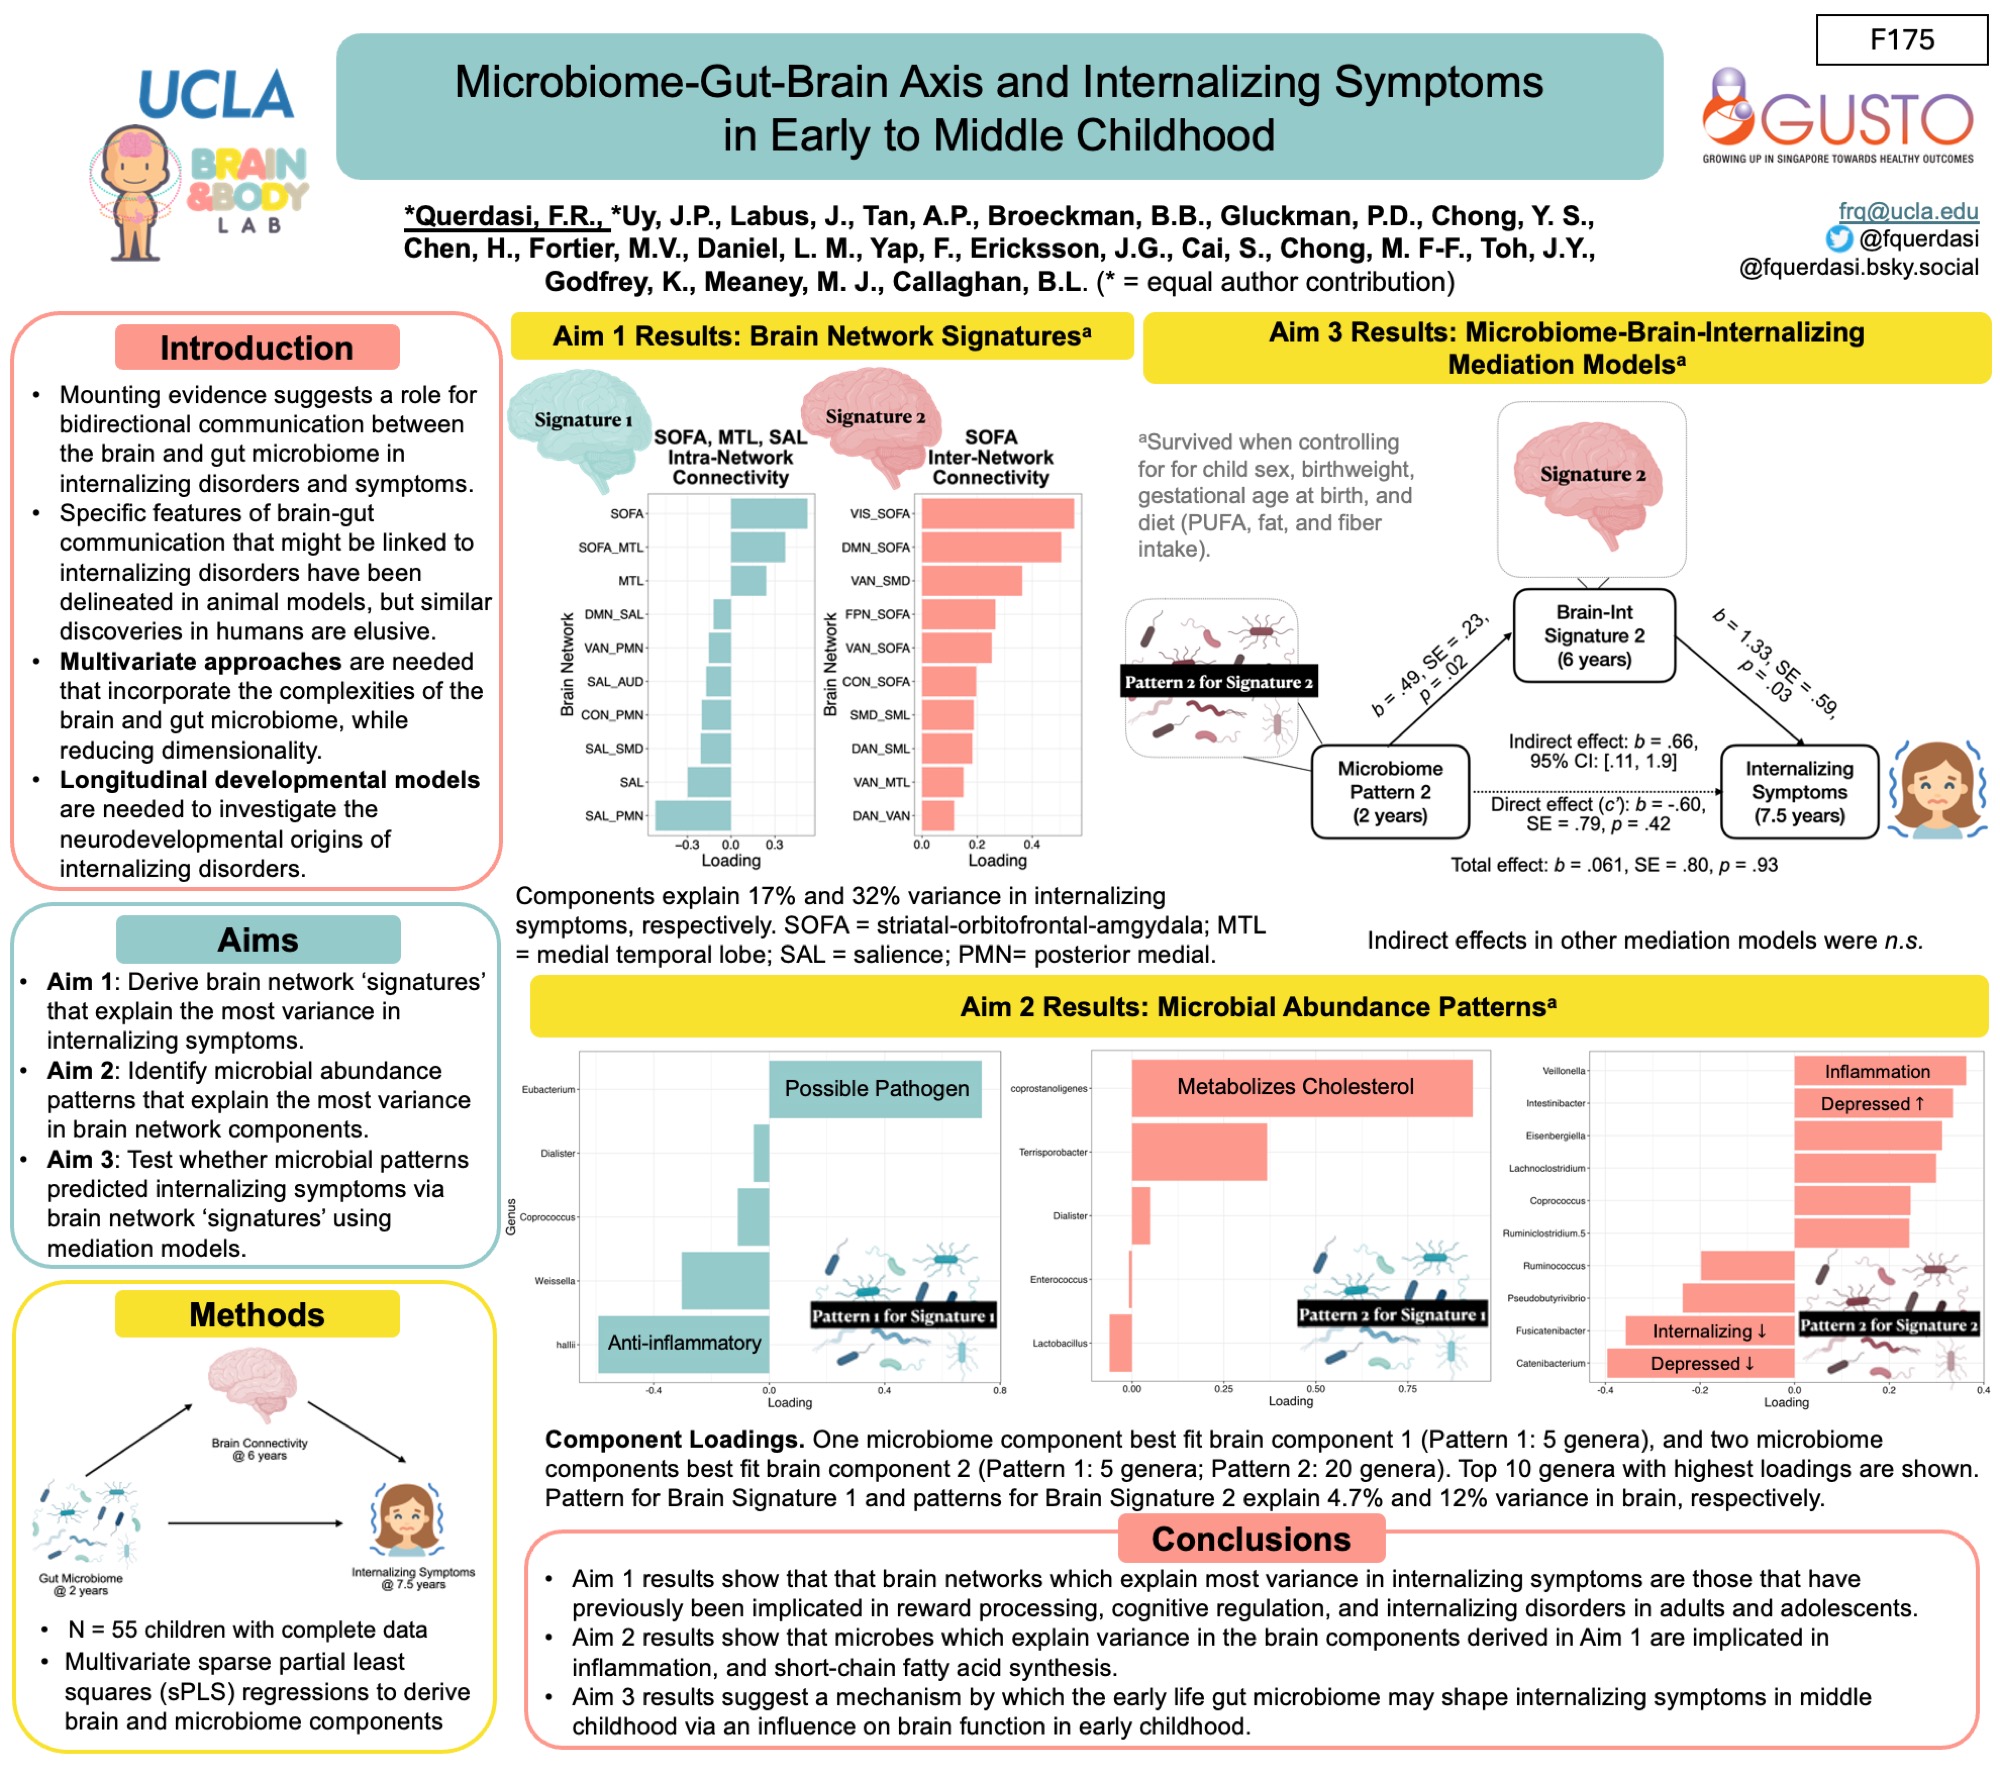 F175
UCLA
BRAIN
&BODY
LAB
Microbiome-Gut-Brain Axis and Internalizing Symptoms
in Early to Middle Childhood
GUSTO
GROWING UP IN SINGAPORE TOWARDS HEALTHY OUTCOMES
*Querdasi, F.R., *Uy, J.P., Labus, J., Tan, A.P., Broeckman, B.B., Gluckman, P.D., Chong, Y. S.,
Chen, H., Fortier, M.V., Daniel, L. M., Yap, F., Ericksson, J.G., Cai, S., Chong, M. F-F., Toh, J.Y.,
Godfrey, K., Meaney, M. J., Callaghan, B.L. (* = equal author contribution)
frq@ucla.edu
@fquerdasi
@fquerdasi.bsky.social
Introduction
• Mounting evidence suggests a role for
bidirectional communication between
the brain and gut microbiome in
internalizing disorders and symptoms.
• Specific features of brain-gut
communication that might be linked to
internalizing disorders have been
delineated in animal models, but similar
discoveries in humans are elusive.
• Multivariate approaches are needed
that incorporate the complexities of the
brain and gut microbiome, while
reducing dimensionality.
• Longitudinal developmental models
are needed to investigate the
neurodevelopmental origins of
internalizing disorders.
Aims
• Aim 1: Derive brain network ‘signatures’
that explain the most variance in
internalizing symptoms.
• Aim 2: Identify microbial abundance
patterns that explain the most variance
in brain network components.
• Aim 3: Test whether microbial patterns
predicted internalizing symptoms via
brain network ‘signatures’ using
mediation models.
Methods
Brain Connectivity
@ 6 years
Gut Microbiome
@ 2 years
Internalizing Symptoms
@ 7.5 years
• N = 55 children with complete data
• Multivariate sparse partial least
squares (sPLS) regressions to derive
brain and microbiome components
Aim 1 Results: Brain Network Signaturesᵃ
Signature 1
SOFA, MTL, SAL
Intra-Network
Connectivity
Brain Network
SOFA
SOFA_MTL
MTL
DMN_SAL
VAN_PMN
SAL_AUD
CON_PMN
SAL_SMD
SAL
SAL_PMN
−0.3 0.0 0.3
Loading
Signature 2
SOFA
Inter-Network
Connectivity
Brain Network
VIS_SOFA
DMN_SOFA
VAN_SMD
FPN_SOFA
VAN_SOFA
CON_SOFA
SMD_SML
DAN_SML
VAN_MTL
DAN_VAN
0.0 0.2 0.4
Loading
Components explain 17% and 32% variance in internalizing
symptoms, respectively. SOFA = striatal-orbitofrontal-amgydala; MTL
= medial temporal lobe; SAL = salience; PMN= posterior medial.
Aim 3 Results: Microbiome-Brain-Internalizing
Mediation Modelsᵃ
ᵃSurvived when controlling
for for child sex, birthweight,
gestational age at birth, and
diet (PUFA, fat, and fiber
intake).
Signature 2
Pattern 2 for Signature 2
Brain-Int
Signature 2
(6 years)
b = .49, SE = .23,
p = .02
b = 1.33, SE = .59,
p = .03
Microbiome
Pattern 2
(2 years)
Indirect effect: b = .66,
95% CI: [.11, 1.9]
Direct effect (c’): b = -.60,
SE = .79, p = .42
Internalizing
Symptoms
(7.5 years)
Total effect: b = .061, SE = .80, p = .93
Indirect effects in other mediation models were n.s.
Aim 2 Results: Microbial Abundance Patternsᵃ
Genus
Eubacterium
Possible Pathogen
Dialister
Coprococcus
Weissella
hallii
Anti-inflammatory
Pattern 1 for Signature 1
-0.4 0.0 0.4 0.8
Loading
coprostanoligenes
Metabolizes Cholesterol
Terrisporobacter
Dialister
Enterococcus
Lactobacillus
Pattern 2 for Signature 1
0.00 0.25 0.50 0.75
Loading
Veillonella
Inflammation
Intestinibacter
Depressed ↑
Eisenbergiella
Lachnoclostridium
Coprococcus
Ruminiclostridium.5
Ruminococcus
Pseudobutyrivibrio
Fusicatenibacter
Internalizing ↓
Catenibacterium
Depressed ↓
Pattern 2 for Signature 2
-0.4 -0.2 0.0 0.2 0.4
Loading
Component Loadings. One microbiome component best fit brain component 1 (Pattern 1: 5 genera), and two microbiome
components best fit brain component 2 (Pattern 1: 5 genera; Pattern 2: 20 genera). Top 10 genera with highest loadings are shown.
Pattern for Brain Signature 1 and patterns for Brain Signature 2 explain 4.7% and 12% variance in brain, respectively.
Conclusions
• Aim 1 results show that that brain networks which explain most variance in internalizing symptoms are those that have
previously been implicated in reward processing, cognitive regulation, and internalizing disorders in adults and adolescents.
• Aim 2 results show that microbes which explain variance in the brain components derived in Aim 1 are implicated in
inflammation, and short-chain fatty acid synthesis.
• Aim 3 results suggest a mechanism by which the early life gut microbiome may shape internalizing symptoms in middle
childhood via an influence on brain function in early childhood.